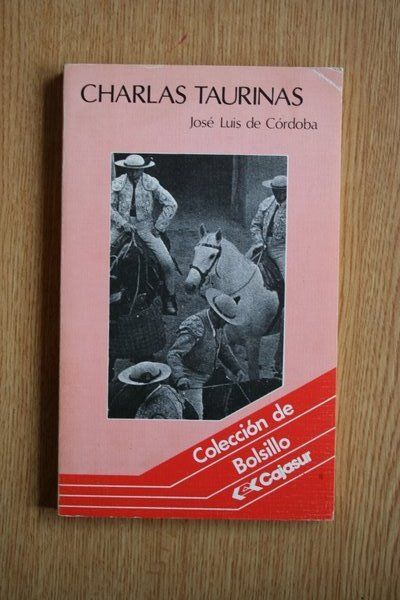 CHARLAS TAURINAS
José Luis de Córdoba
Colección de
Bolsillo
Cajasur